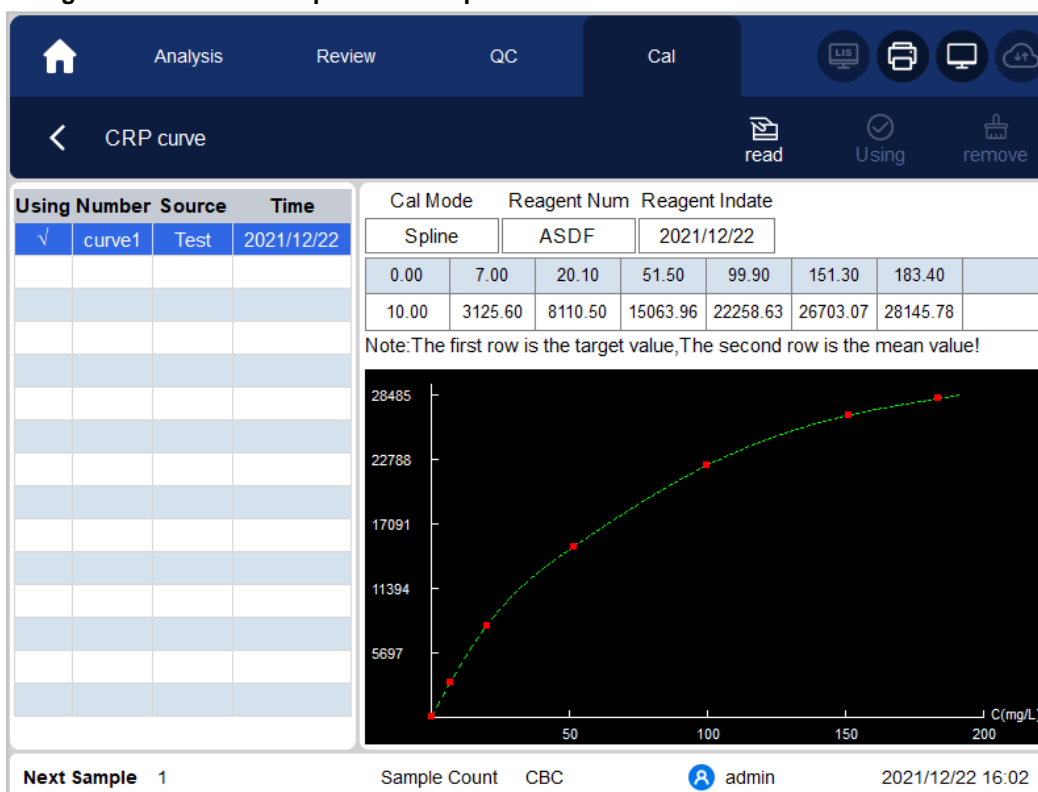 Analysis Review QC Cal LIS
CRP curve read Using remove
Using Number Source Time
√ curve1 Test 2021/12/22
Cal Mode Reagent Num Reagent Indate
Spline ASDF 2021/12/22
0.00 7.00 20.10 51.50 99.90 151.30 183.40
10.00 3125.60 8110.50 15063.96 22258.63 26703.07 28145.78
Note:The first row is the target value,The second row is the mean value!
28485
22788
17091
11394
5697
C(mg/L)
50 100 150 200
Next Sample 1 Sample Count CBC admin 2021/12/22 16:02